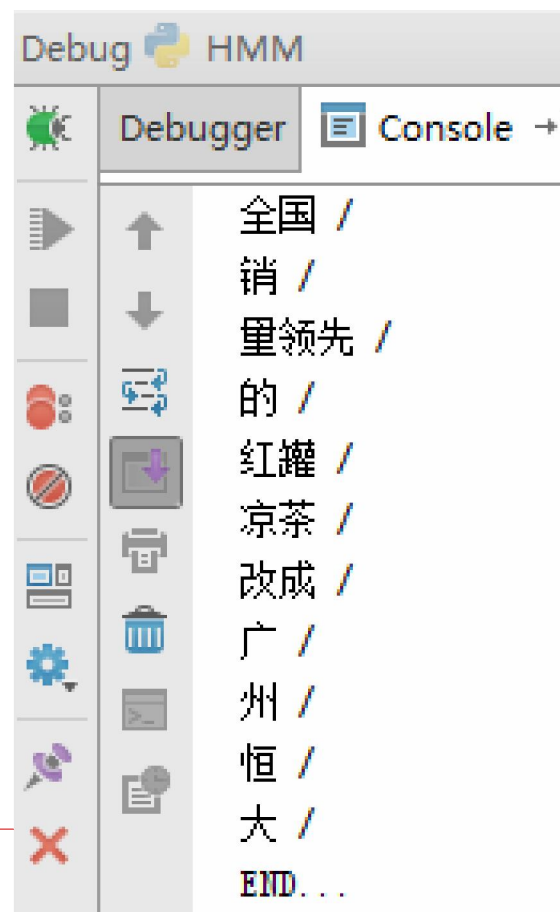 Debug HMM
Debugger Console
全国 /
销 /
量领先 /
的 /
红罐 /
凉茶 /
改成 /
广 /
州 /
恒 /
大 /
END...